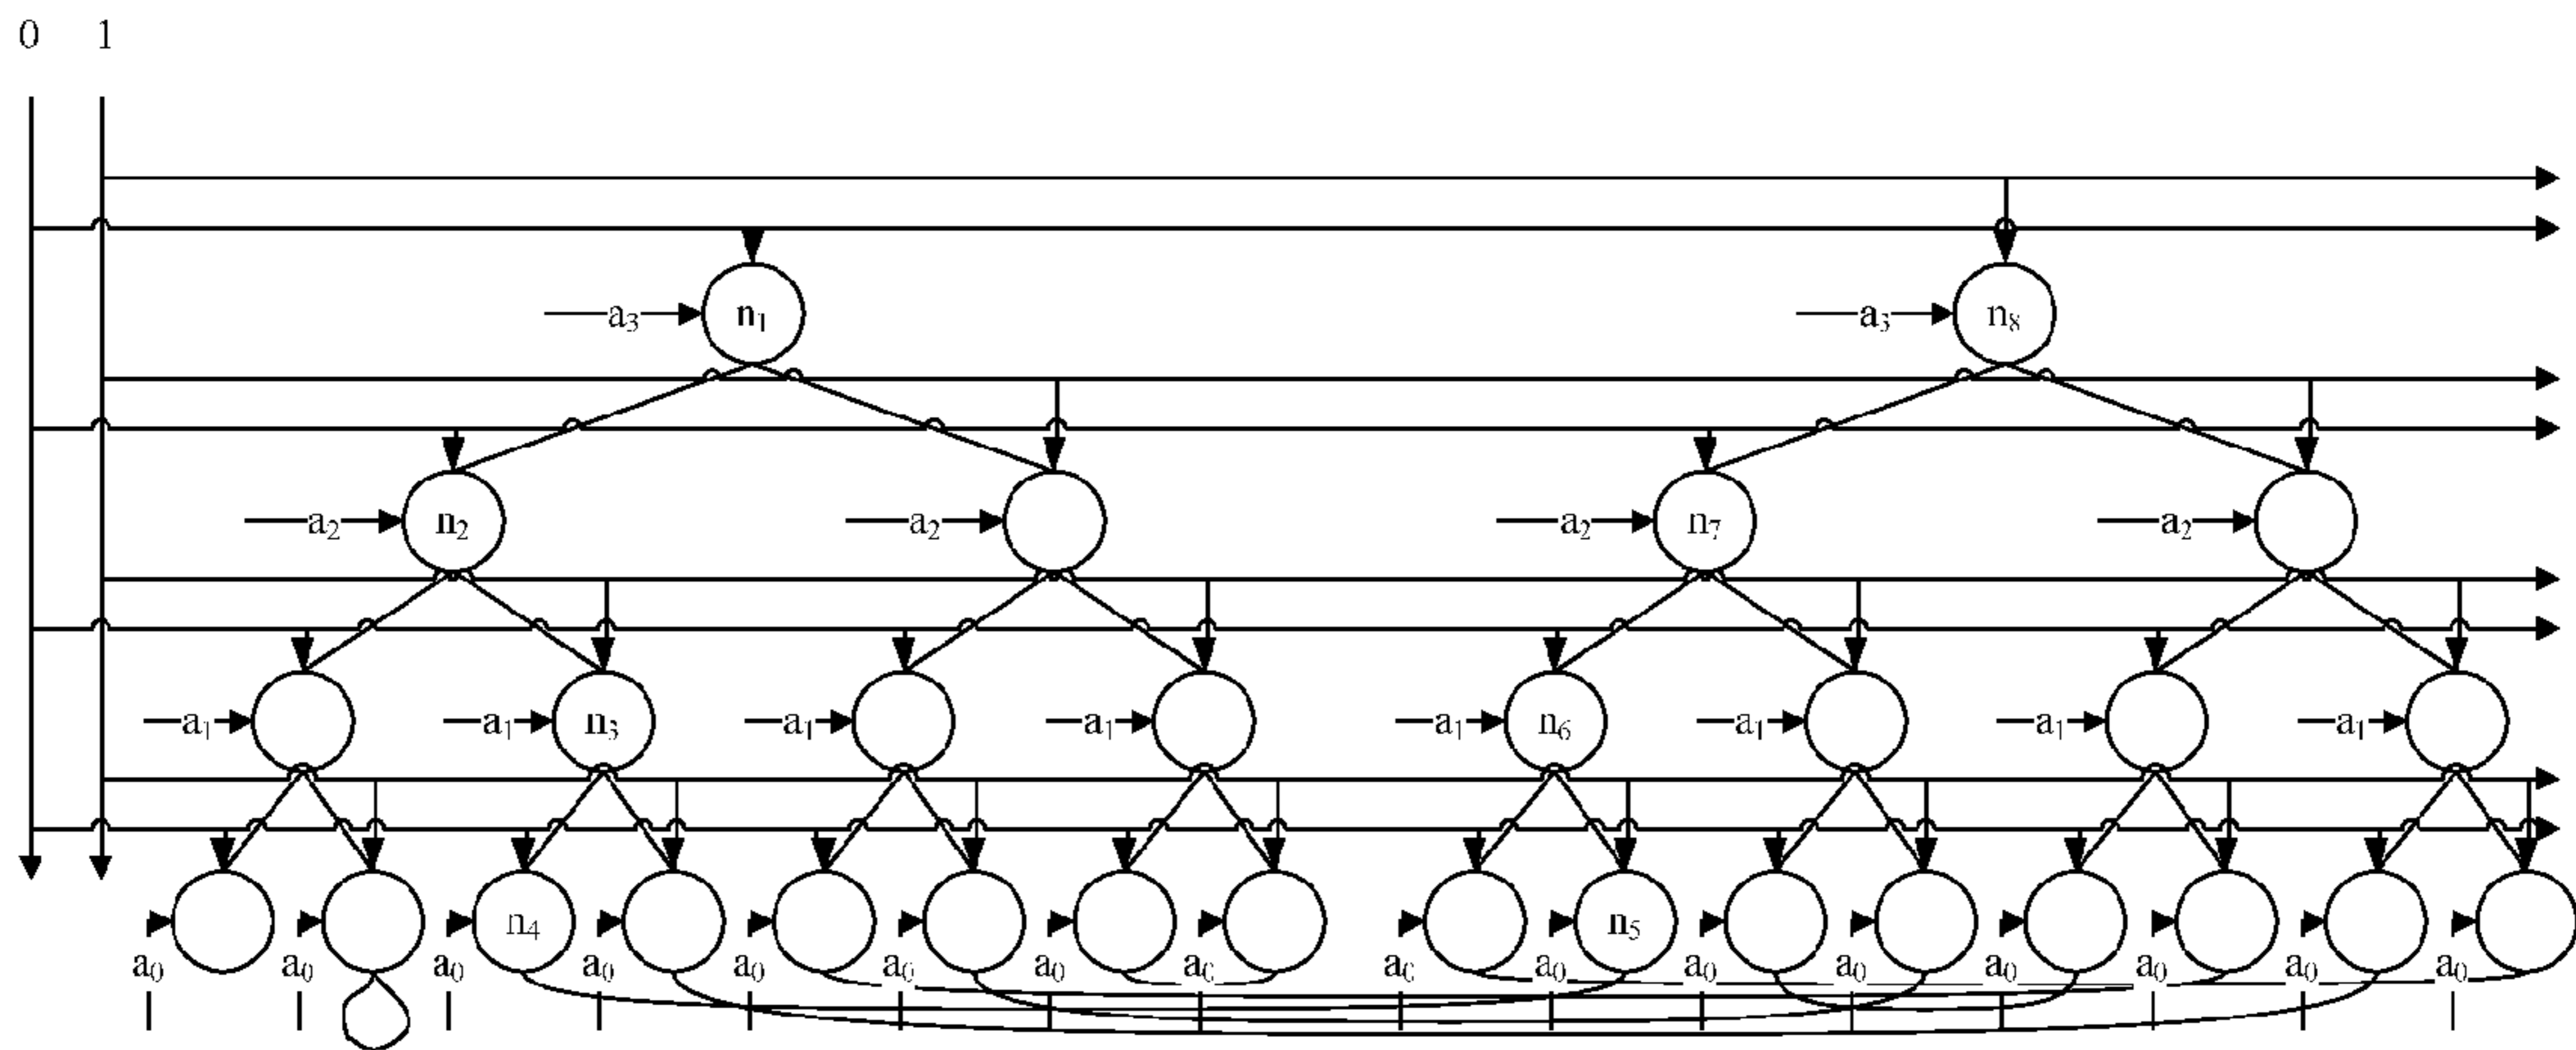 0 1
a₃ n₁ a₃ n₈
a₂ n₂ a₂ a₂ n₇ a₂
a₁ a₁ n₃ a₁ a₁ a₁ n₆ a₁ a₁ a₁
n₄ n₅
a₀ a₀ a₀ a₀ a₀ a₀ a₀ a₀ a₀ a₀ a₀ a₀ a₀ a₀ a₀ a₀